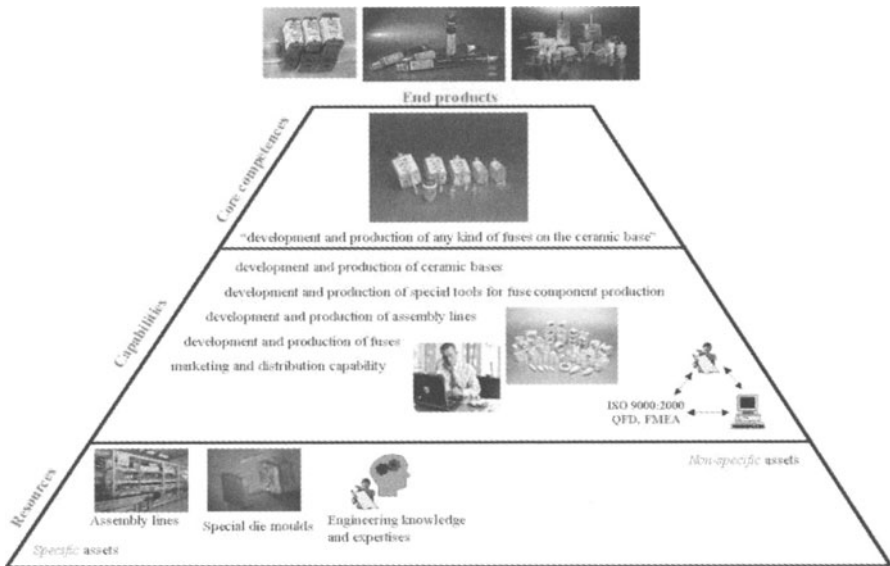 End products
Core competences
"development and production of any kind of fuses on the ceramic base"
Capabilities
development and production of ceramic bases
development and production of special tools for fuse component production
development and production of assembly lines
development and production of fuses
marketing and distribution capability
ISO 9000:2000
QFD, FMEA
Resources
Non-specific assets
Assembly lines
Special die moulds
Engineering knowledge
and expertises
Specific assets